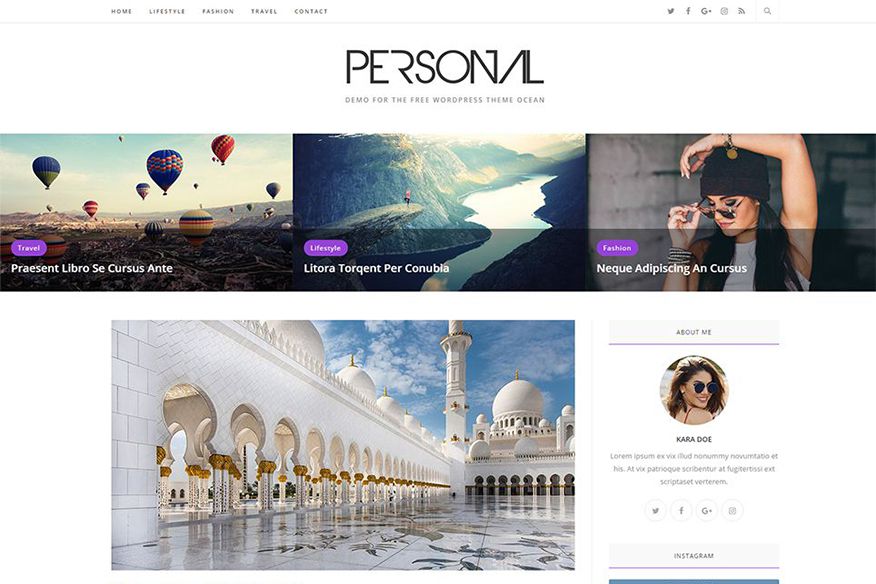 HOME LIFESTYLE FASHION TRAVEL CONTACT
PERSONAL
DEMO FOR THE FREE WORDPRESS THEME OCEAN
Travel
Praesent Libro Se Cursus Ante
Lifestyle
Litora Torqent Per Conubia
Fashion
Neque Adipiscing An Cursus
ABOUT ME
KARA DOE
Lorem ipsum ex vix illud nonummy novumtatio et
his. At vix patrioque scribentur at fugitertissi ext
scriptaset verterem.
INSTAGRAM